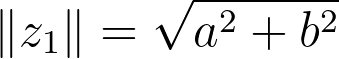 ‖z₁‖ = √(a² + b²)